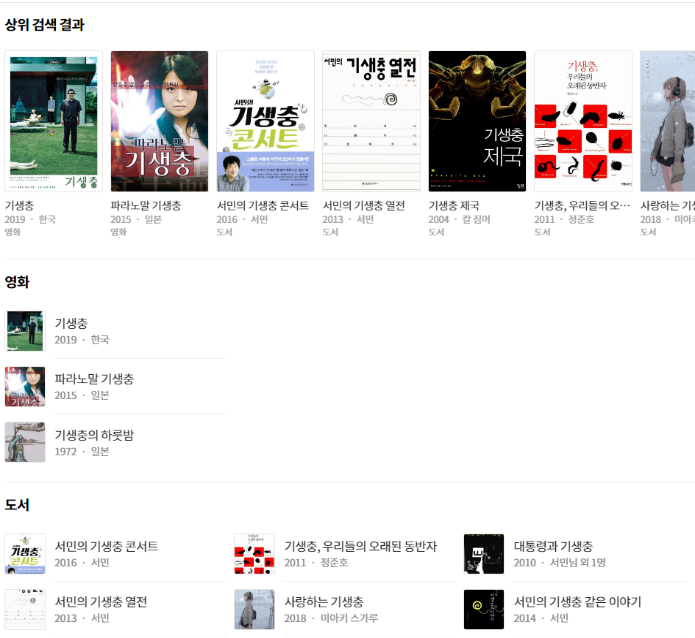 상위 검색 결과
기생충
파라노말
기생충
서민의
기생충
콘서트
서민의 기생충 열전
기생충
제국
기생충,
우리들의
오래된 동반자
기생충
2019 · 한국
영화
파라노말 기생충
2015 · 일본
영화
서민의 기생충 콘서트
2016 · 서민
도서
서민의 기생충 열전
2013 · 서민
도서
기생충 제국
2004 · 칼 짐머
도서
기생충, 우리들의 오…
2011 · 정준호
도서
사랑하는 기생
2018 · 미아키
도서
영화
기생충
2019 · 한국
파라노말 기생충
2015 · 일본
기생충의 하룻밤
1972 · 일본
도서
서민의 기생충 콘서트
2016 · 서민
기생충, 우리들의 오래된 동반자
2011 · 정준호
대통령과 기생충
2010 · 서민님 외 1명
서민의 기생충 열전
2013 · 서민
사랑하는 기생충
2018 · 미아키 스가루
서민의 기생충 같은 이야기
2014 · 서민